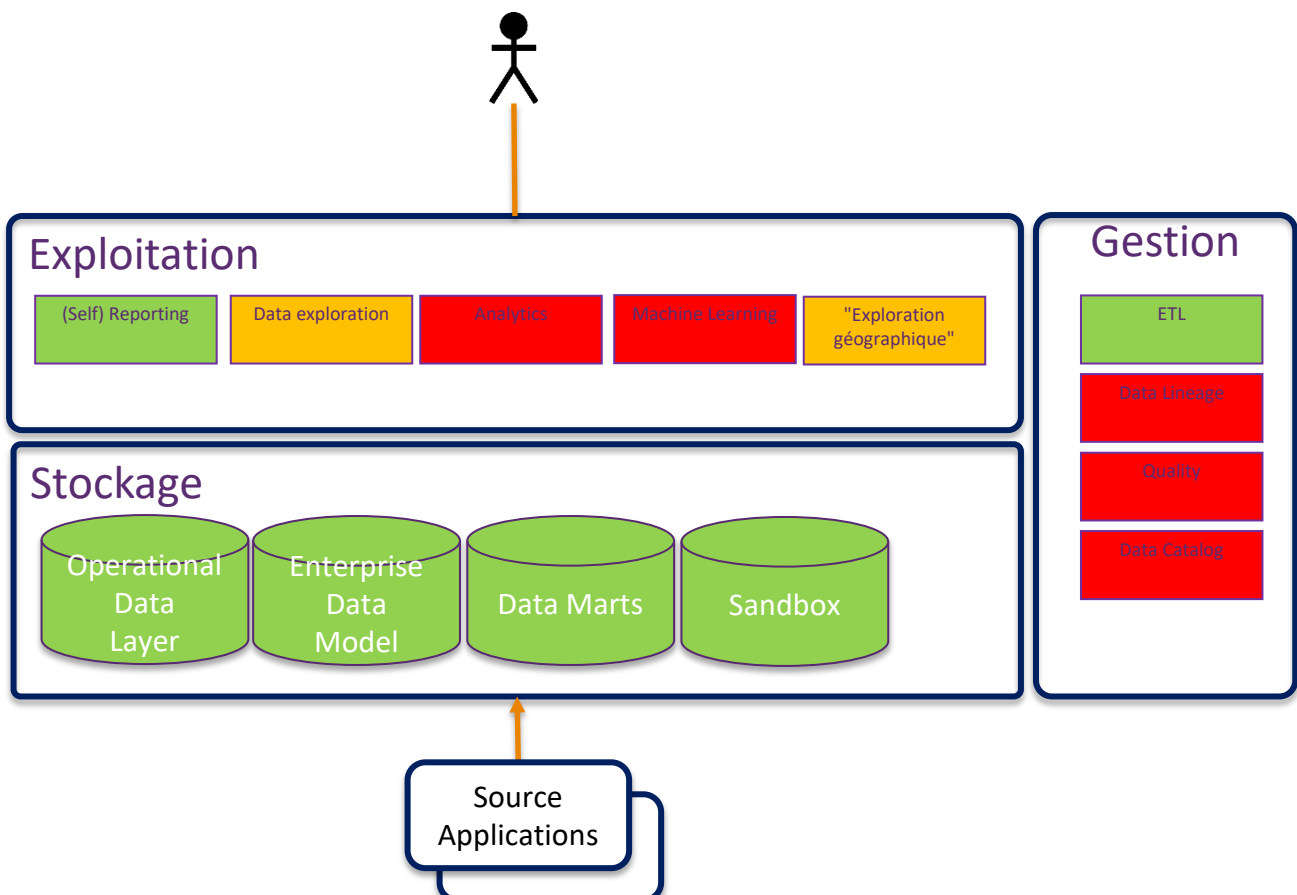 Exploitation
(Self) Reporting
Data exploration
Analytics
Machine Learning
"Exploration
géographique"
Gestion
ETL
Data Lineage
Quality
Data Catalog
Stockage
Operational
Data
Layer
Enterprise
Data
Model
Data Marts
Sandbox
Source
Applications